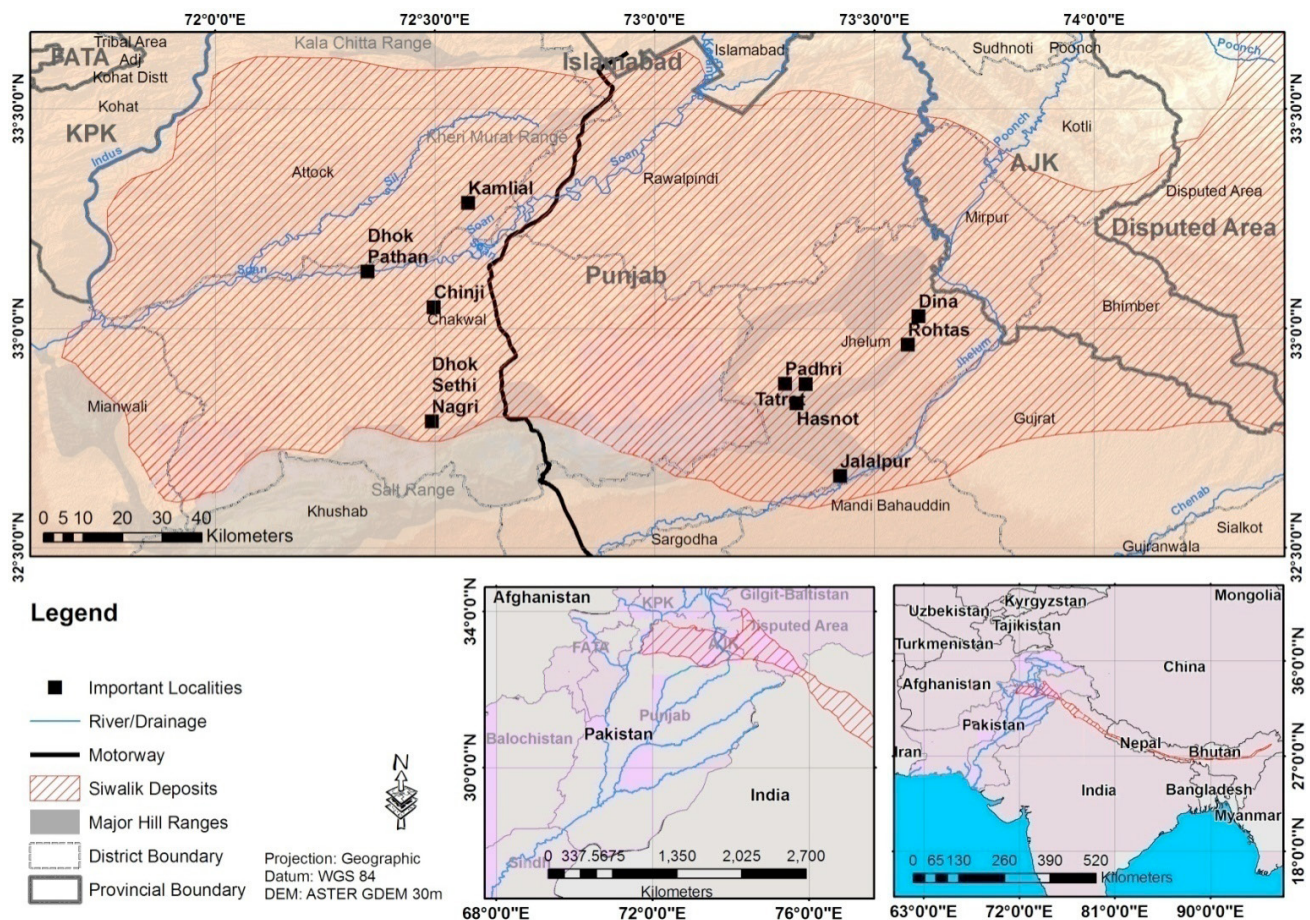 72°0'0"E
72°30'0"E
73°0'0"E
73°30'0"E
74°0'0"E
33°30'0"N
33°0'0"N
32°30'0"N
33°30'0"N
33°0'0"N
32°30'0"N
Tribal Area
Adj
Kohat Distt
FATA
Kohat
KPK
Indus
Kala Chitta Range
Islamabad
Islamabad
Sudhnoti
Poonch
Poonch
Poonch
Kotli
AJK
Kheri Murat Range
Attock
Sil
Soan
Rawalpindi
Kamlial
Soan
Soan
Dhok
Pathan
Mirpur
Disputed Area
Disputed Area
Punjab
Chinji
Chakwal
Dina
Rohtas
Jhelum
Bhimber
Dhok
Sethi
Nagri
Padhri
Tatrot
Hasnot
Jhelum
Mianwali
Gujrat
Jalalpur
Salt Range
Khushab
Mandi Bahauddin
Chenab
Sargodha
Gujranwala
Sialkot
0 5 10 20 30 40
Kilometers
Legend
Important Localities
River/Drainage
Motorway
Siwalik Deposits
Major Hill Ranges
District Boundary
Provincial Boundary
N
Projection: Geographic
Datum: WGS 84
DEM: ASTER GDEM 30m
34°0'0"N
30°0'0"N
Afghanistan
KPK
Gilgit-Baltistan
Disputed Area
FATA
AJK
Punjab
Pakistan
Balochistan
India
Sindh
0 337.5675 1,350 2,025 2,700
Kilometers
68°0'0"E
72°0'0"E
76°0'0"E
Uzbekistan
Kyrgyzstan
Mongolia
Tajikistan
Turkmenistan
China
Afghanistan
Pakistan
Iran
Nepal
Bhutan
India
Bangladesh
Myanmar
0 65 130 260 390 520
Kilometers
36°0'0"N
27°0'0"N
18°0'0"N
63°0'0"E
72°0'0"E
81°0'0"E
90°0'0"E